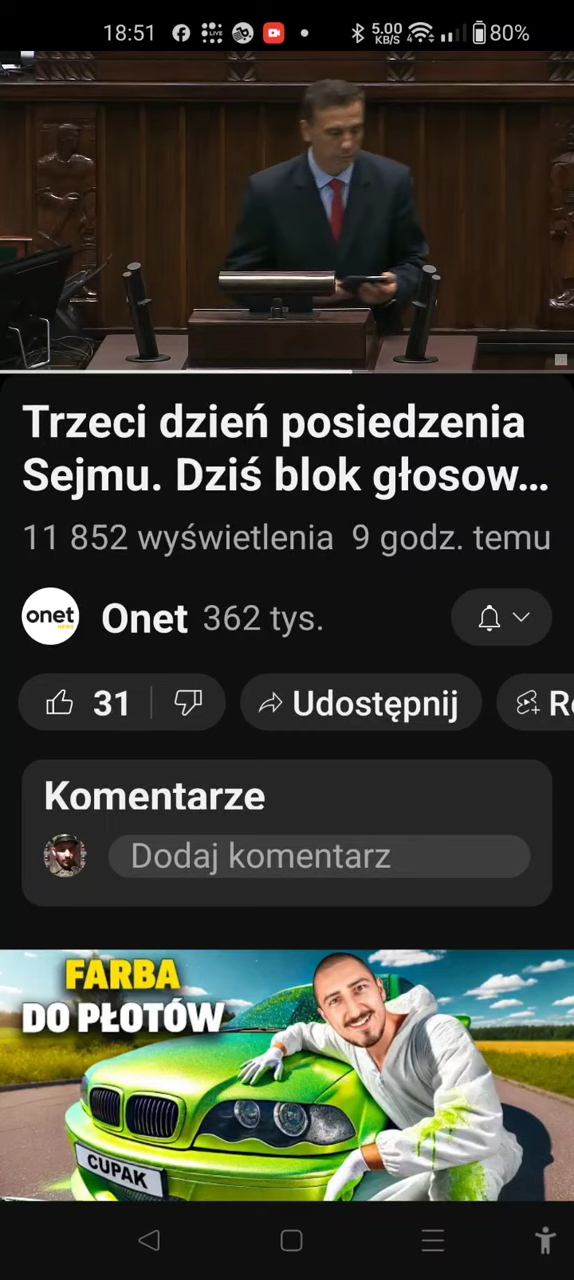 18:51
LIVE
5.00
KB/S
80%
Trzeci dzień posiedzenia
Sejmu. Dziś blok głosow...
11 852 wyświetlenia 9 godz. temu
onet
Onet 362 tys.
31
Udostępnij
R
Komentarze
Dodaj komentarz
FARBA
DO PŁOTÓW
CUPAK